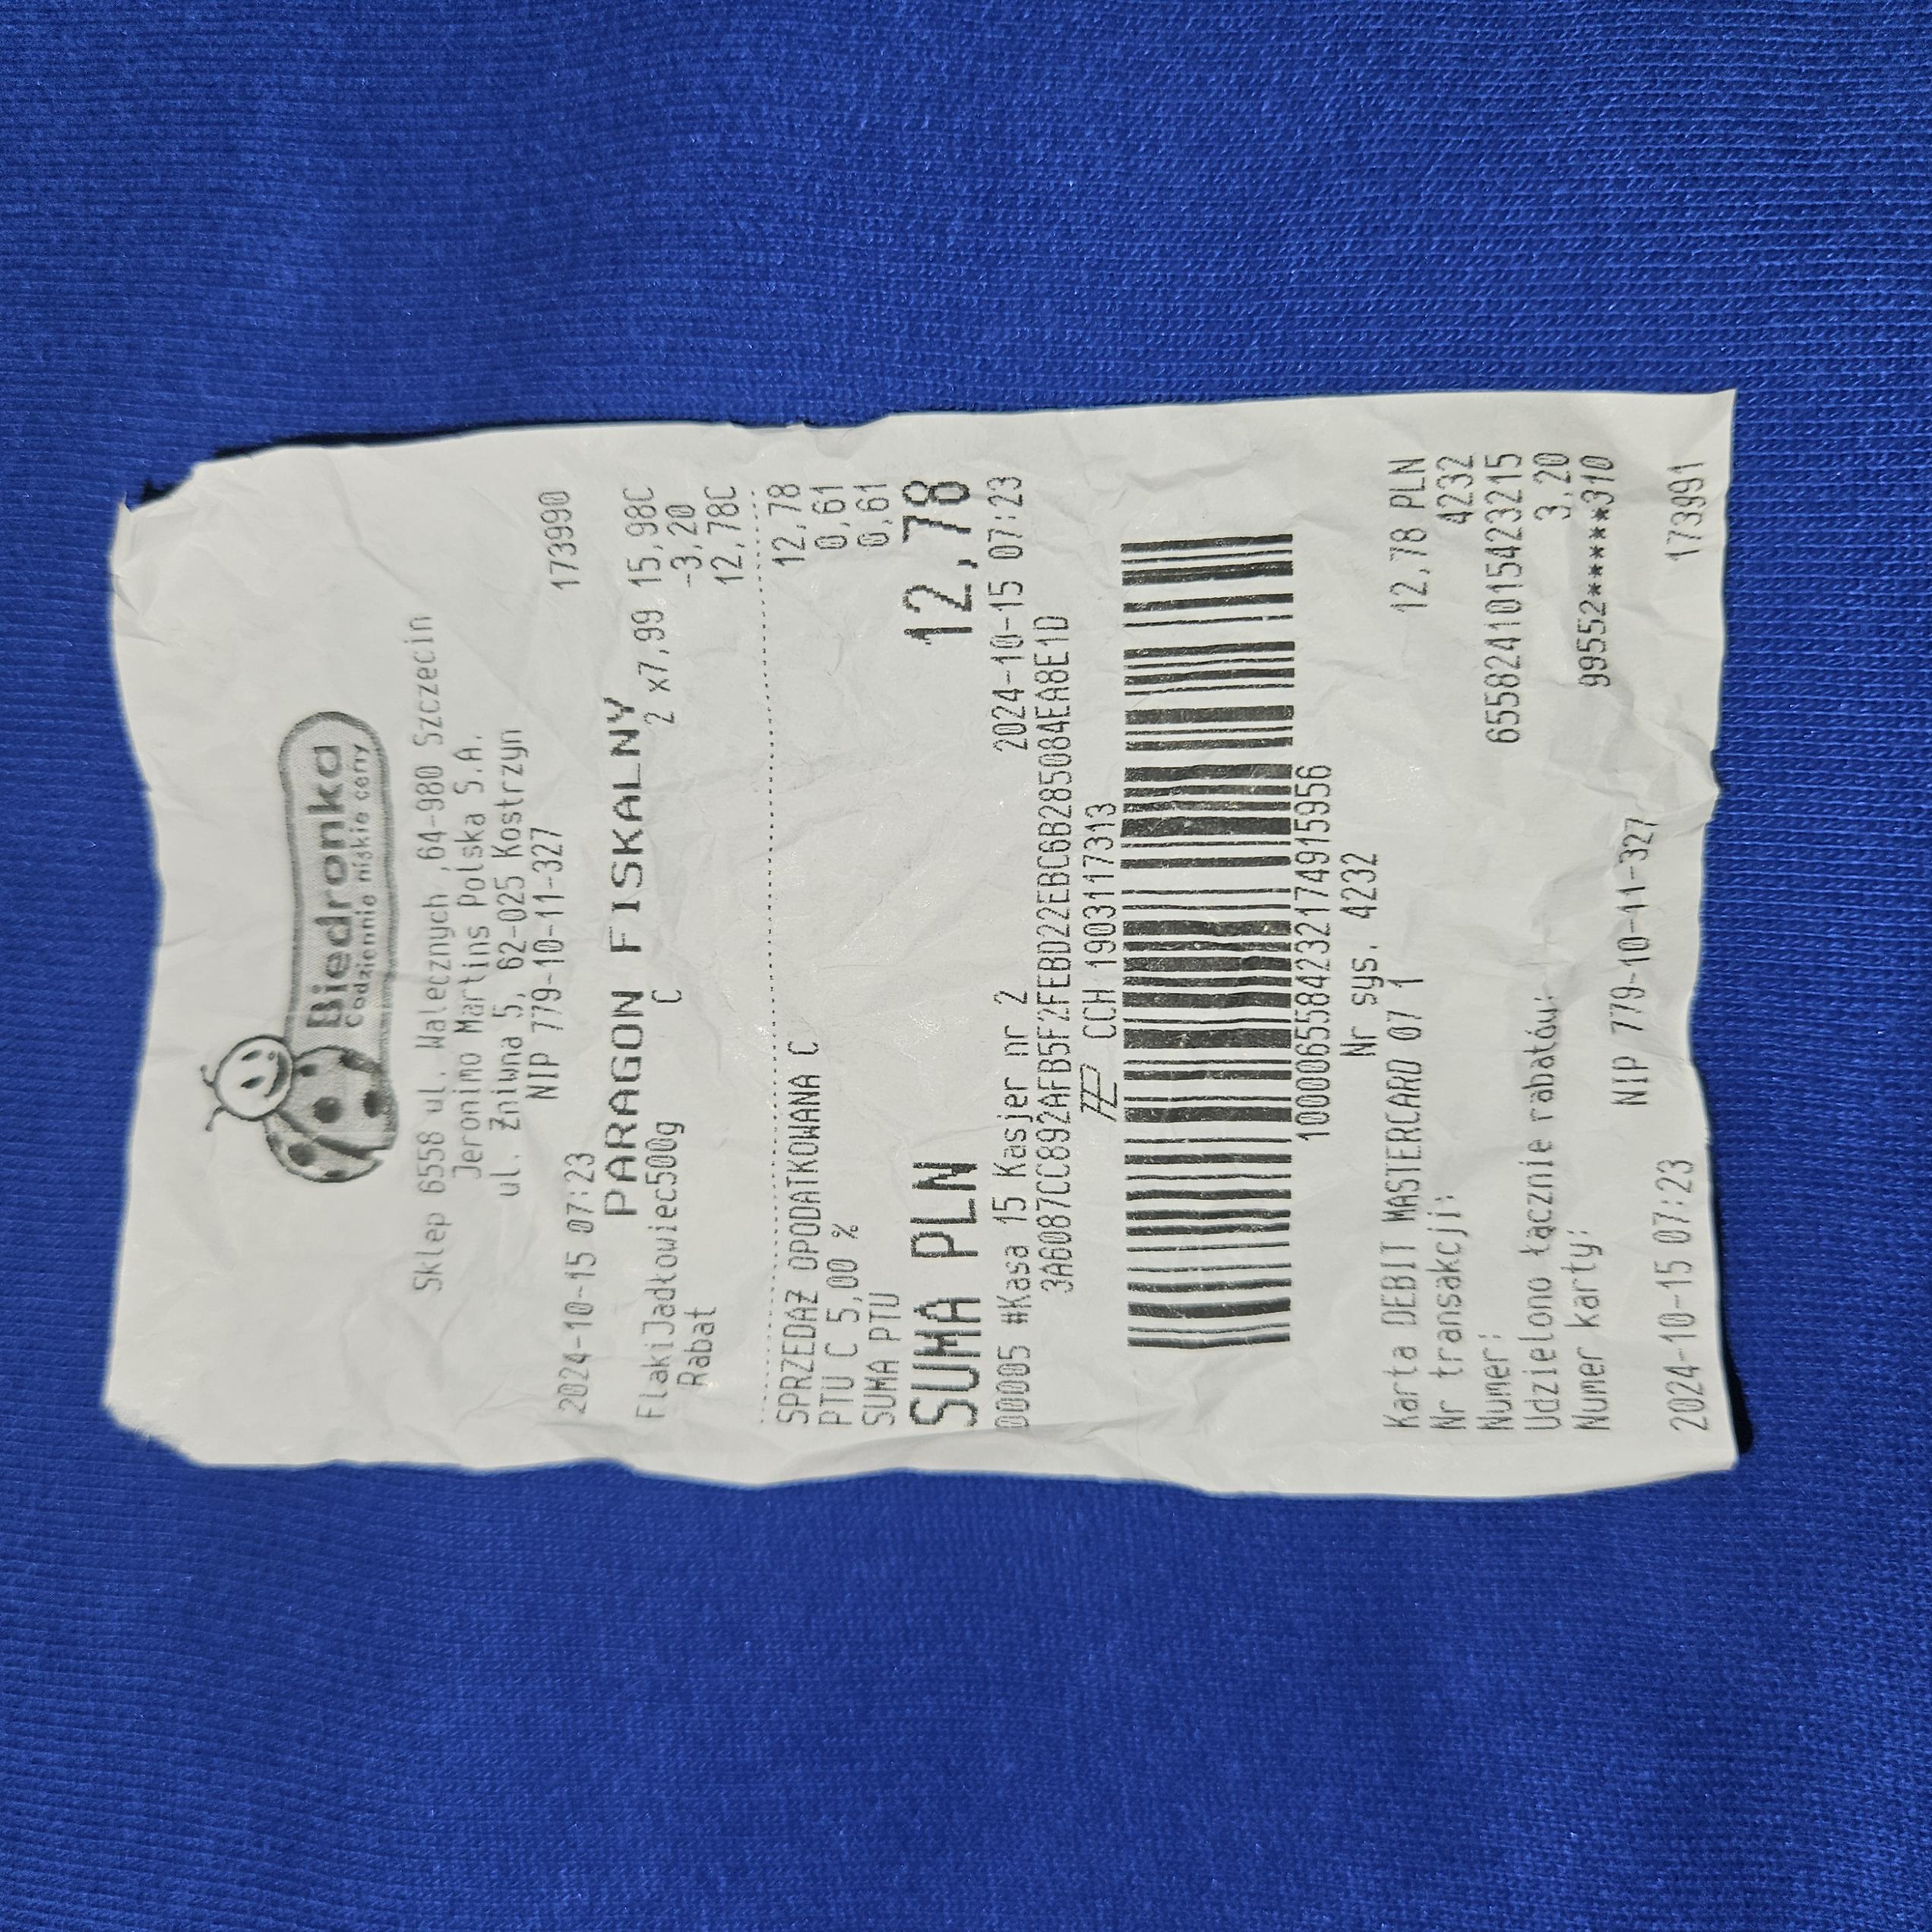 Biedronka
Codziennie niskie ceny
Sklep 6558 ul. Walecznych ,64-980 Szczecin
Jeronimo Martins Polska S.A.
ul. Żniwna 5, 62-025 Kostrzyn
NIP 779-10-11-327
2024-10-15 07:23 173990
PARAGON FISKALNY
FlakiJadłowiec500g C 2 x7,99 15,98C
Rabat -3,20
12,78C
SPRZEDAŻ OPODATKOWANA C 12,78
PTU C 5,00 % 0,61
SUMA PTU 0,61
SUMA PLN 12,78
00005 #Kasa 15 Kasjer nr 2 2024-10-15 07:23
3A6087CC892AFB5F2FEBD22EBC6B285084EA8E1D
CCH 1903117313
1000065584232174915956
Nr sys. 4232
Karta DEBIT MASTERCARD 07 1 12,78 PLN
Nr transakcji: 4232
Numer: 6558241015423215
Udzielono łącznie rabatów: 3,20
Numer karty: 99552*****310
NIP 779-10-11-327
2024-10-15 07:23 173991